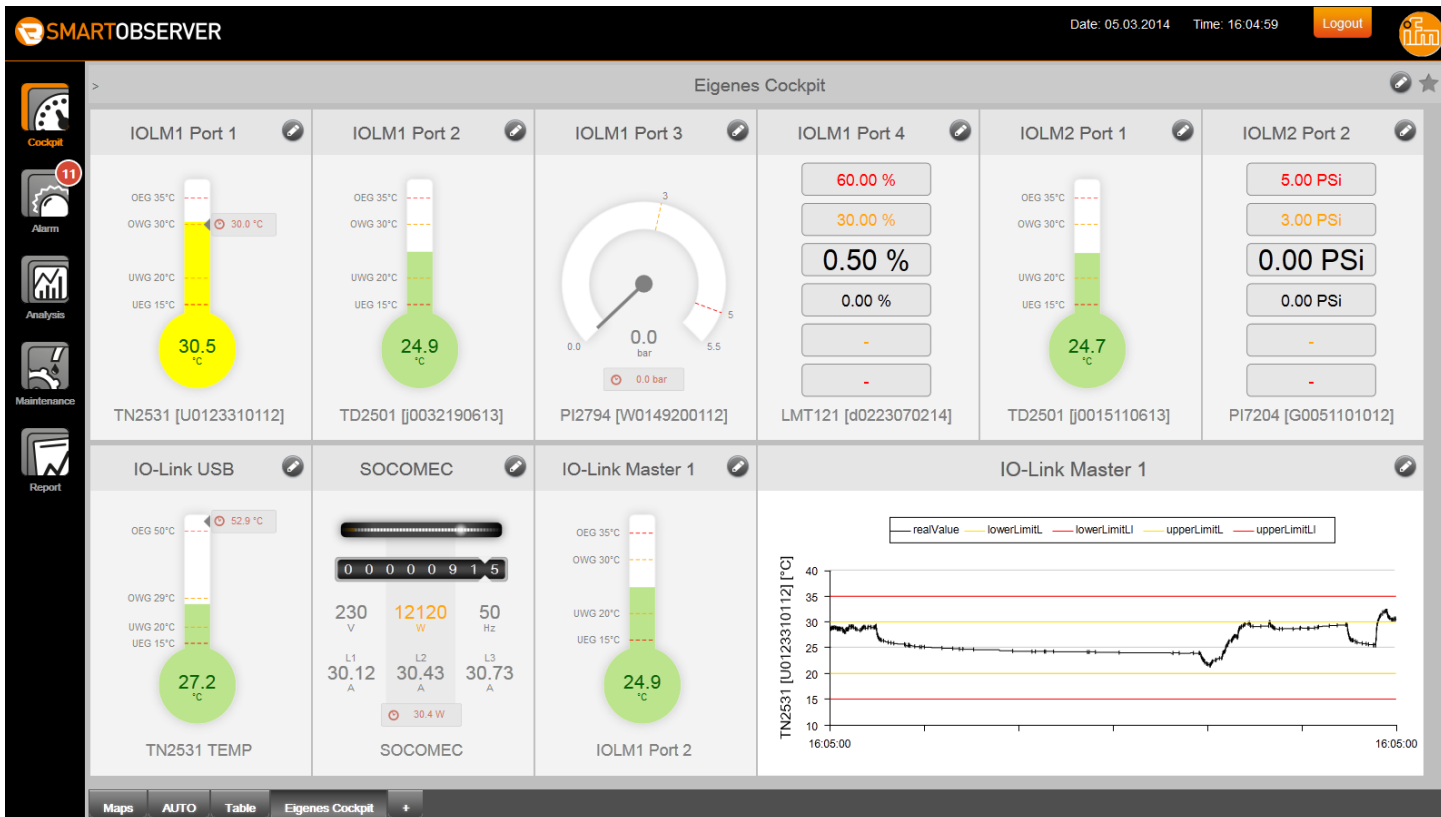 SMARTOBSERVER
Date: 05.03.2014 Time: 16:04:59 Logout
ifm
> Eigenes Cockpit
Cockpit
11
Alarm
Analysis
Maintenance
Report
IOLM1 Port 1
OEG 35°C
OWG 30°C
30.0 °C
UWG 20°C
UEG 15°C
30.5
°C
TN2531 [U0123310112]
IOLM1 Port 2
OEG 35°C
OWG 30°C
UWG 20°C
UEG 15°C
24.9
°C
TD2501 [j0032190613]
IOLM1 Port 3
3
5
0.0
bar
0.0 5.5
0.0 bar
PI2794 [W0149200112]
IOLM1 Port 4
60.00 %
30.00 %
0.50 %
0.00 %
-
-
LMT121 [d0223070214]
IOLM2 Port 1
OEG 35°C
OWG 30°C
UWG 20°C
UEG 15°C
24.7
°C
TD2501 [j0015110613]
IOLM2 Port 2
5.00 PSi
3.00 PSi
0.00 PSi
0.00 PSi
-
-
PI7204 [G0051101012]
IO-Link USB
OEG 50°C
52.9 °C
OWG 29°C
UWG 20°C
UEG 15°C
27.2
°C
TN2531 TEMP
SOCOMEC
0 0 0 0 0 9 1 5
230 12120 50
V W Hz
L1 L2 L3
30.12 30.43 30.73
A A A
30.4 W
SOCOMEC
IO-Link Master 1
OEG 35°C
OWG 30°C
UWG 20°C
UEG 15°C
24.9
°C
IOLM1 Port 2
IO-Link Master 1
realValue lowerLimitL lowerLimitLl upperLimitL upperLimitLl
TN2531 [U0123310112] [°C]
40
35
30
25
20
15
10
16:05:00 16:05:00
Maps AUTO Table Eigenes Cockpit +